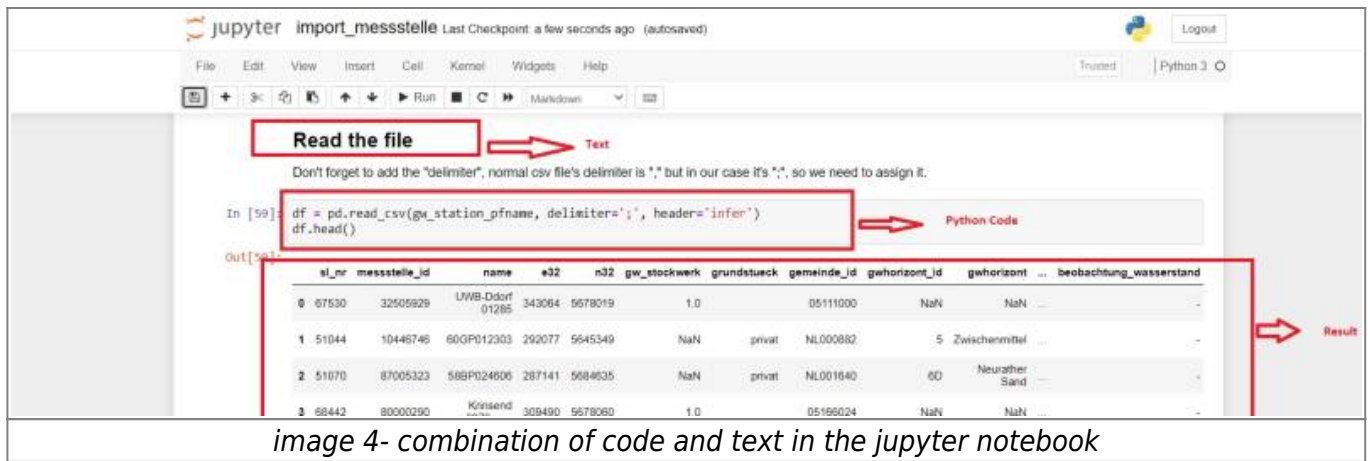 jupyter import_messstelle Last Checkpoint: a few seconds ago (autosaved)
Logout
File Edit View Insert Cell Kernel Widgets Help
Trusted Python 3
Run Markdown
Read the file
Text
Don't forget to add the "delimiter", normal csv file's delimiter is "," but in our case it's ";", so we need to assign it.
In [59]: df = pd.read_csv(gw_station_pfname, delimiter=';', header='infer')
df.head()
Python Code
Out[59]:
sl_nr messstelle_id name e32 n32 gw_stockwerk grundstueck gemeinde_id gwhorizont_id gwhorizont ... beobachtung_wasserstand
0 67530 32505929 UWB-Ddorf 01285 343064 5678019 1.0 05111000 NaN NaN ... -
1 51044 10446746 60GP012303 292077 5645349 NaN privat NL000882 5 Zwischenmittel ... -
2 51070 87005323 58BP024606 287141 5684635 NaN privat NL001640 6D Neurather Sand ... -
3 68442 80000290 Krinsend 309490 5678060 1.0 05166024 NaN NaN ... -
Result
image 4- combination of code and text in the jupyter notebook